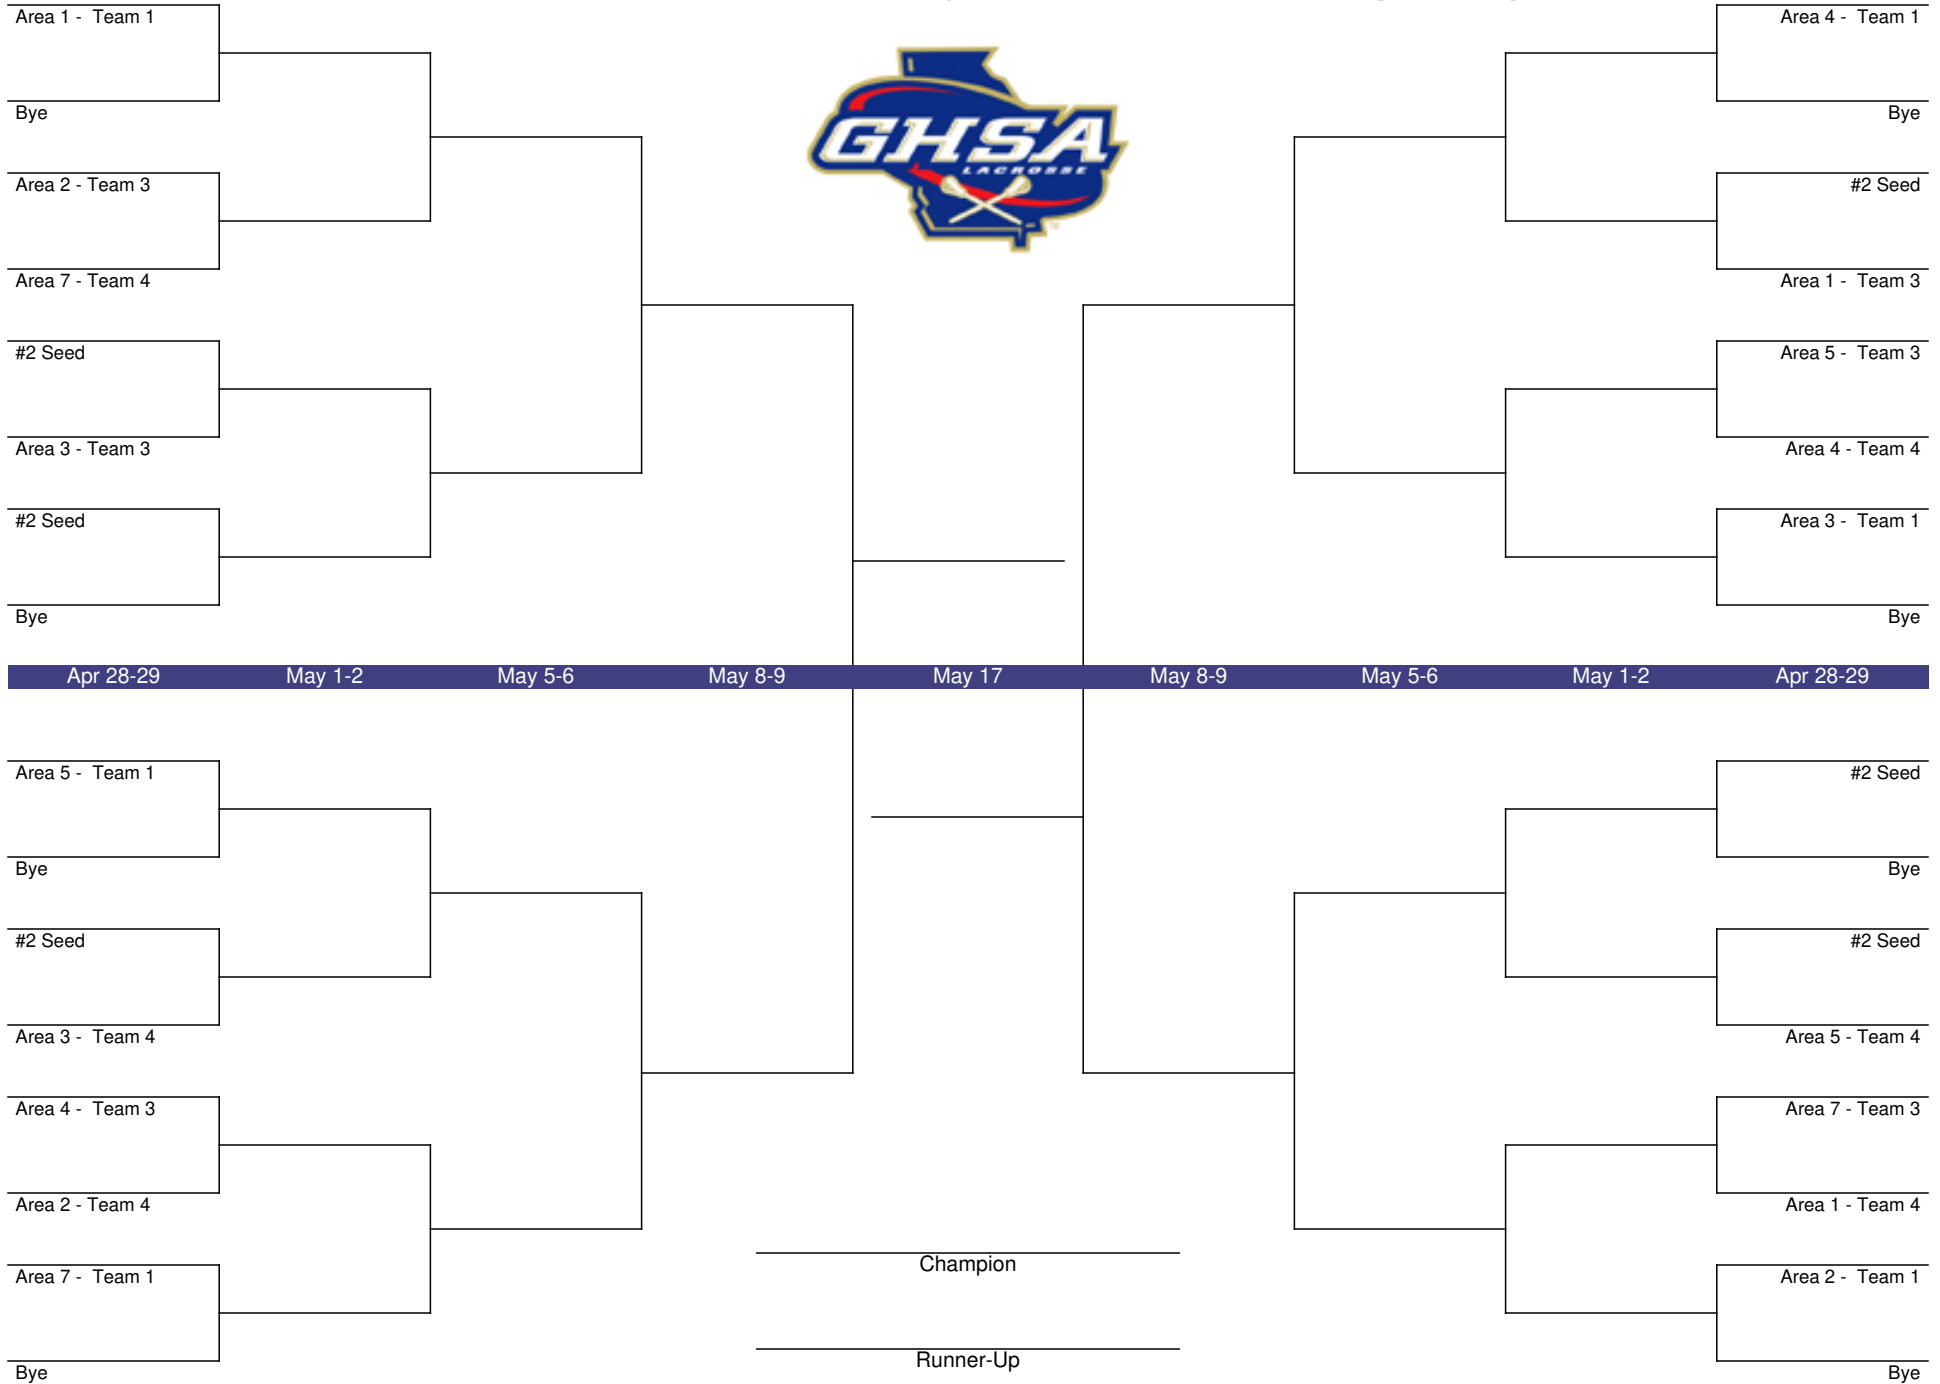 Area 1 -  Team 1
Bye
Area 2 - Team 3
Area 7 - Team 4
#2 Seed
Area 3 - Team 3
#2 Seed
Bye
GHSA
LACROSSE
Area 4 -  Team 1
Bye
#2 Seed
Area 1 -  Team 3
Area 5 -  Team 3
Area 4 - Team 4
Area 3 -  Team 1
Bye
Apr 28-29 May 1-2 May 5-6 May 8-9 May 17 May 8-9 May 5-6 May 1-2 Apr 28-29
Area 5 -  Team 1
Bye
#2 Seed
Area 3 -  Team 4
Area 4 -  Team 3
Area 2 - Team 4
Area 7 -  Team 1
Bye
Champion
Runner-Up
#2 Seed
Bye
#2 Seed
Area 5 - Team 4
Area 7 - Team 3
Area 1 - Team 4
Area 2 -  Team 1
Bye